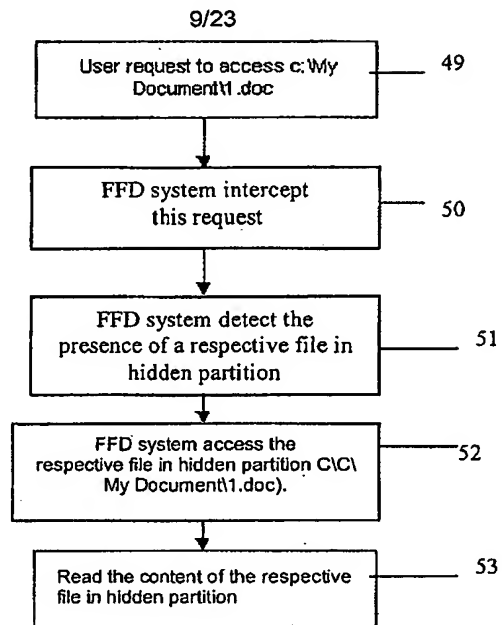 9/23
User request to access c:\My
Document\1.doc
49
FFD system intercept
this request
50
FFD system detect the
presence of a respective file in
hidden partition
51
FFD system access the
respective file in hidden partition C\C\
My Document\1.doc).
52
Read the content of the respective
file in hidden partition
53